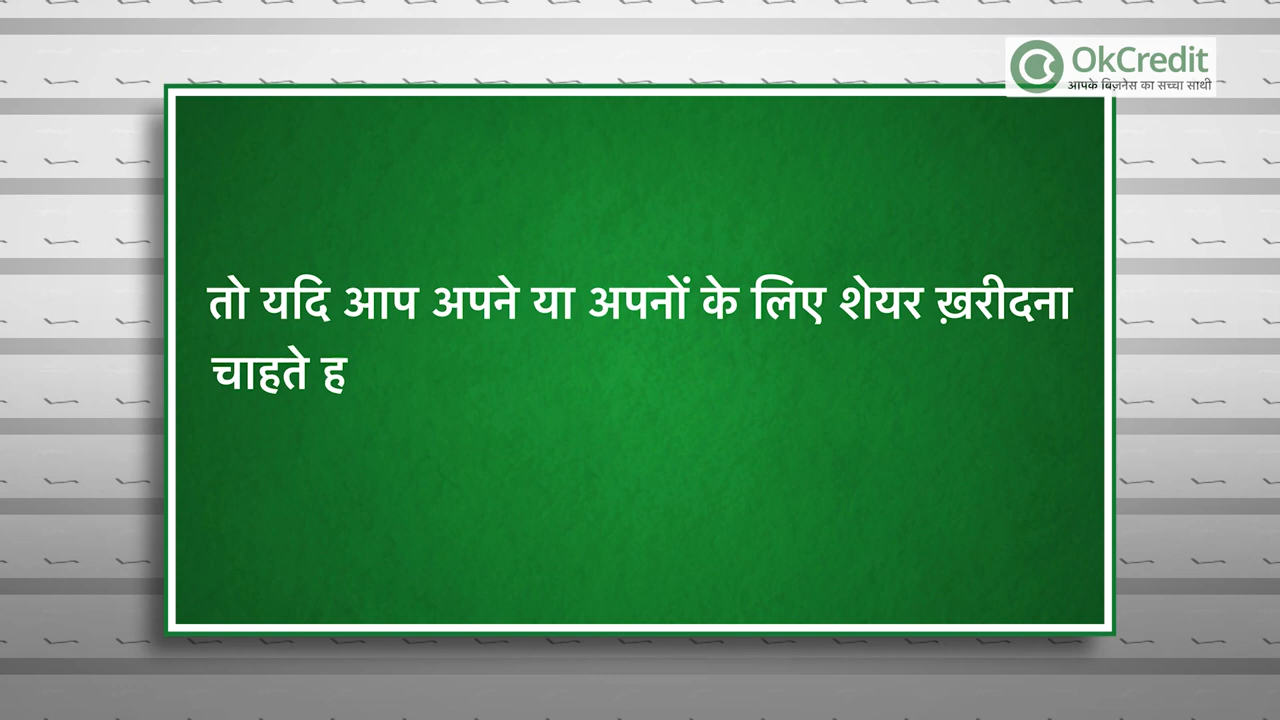 OkCredit
आपके बिज़नेस का सच्चा साथी
तो यदि आप अपने या अपनों के लिए शेयर ख़रीदना
चाहते ह